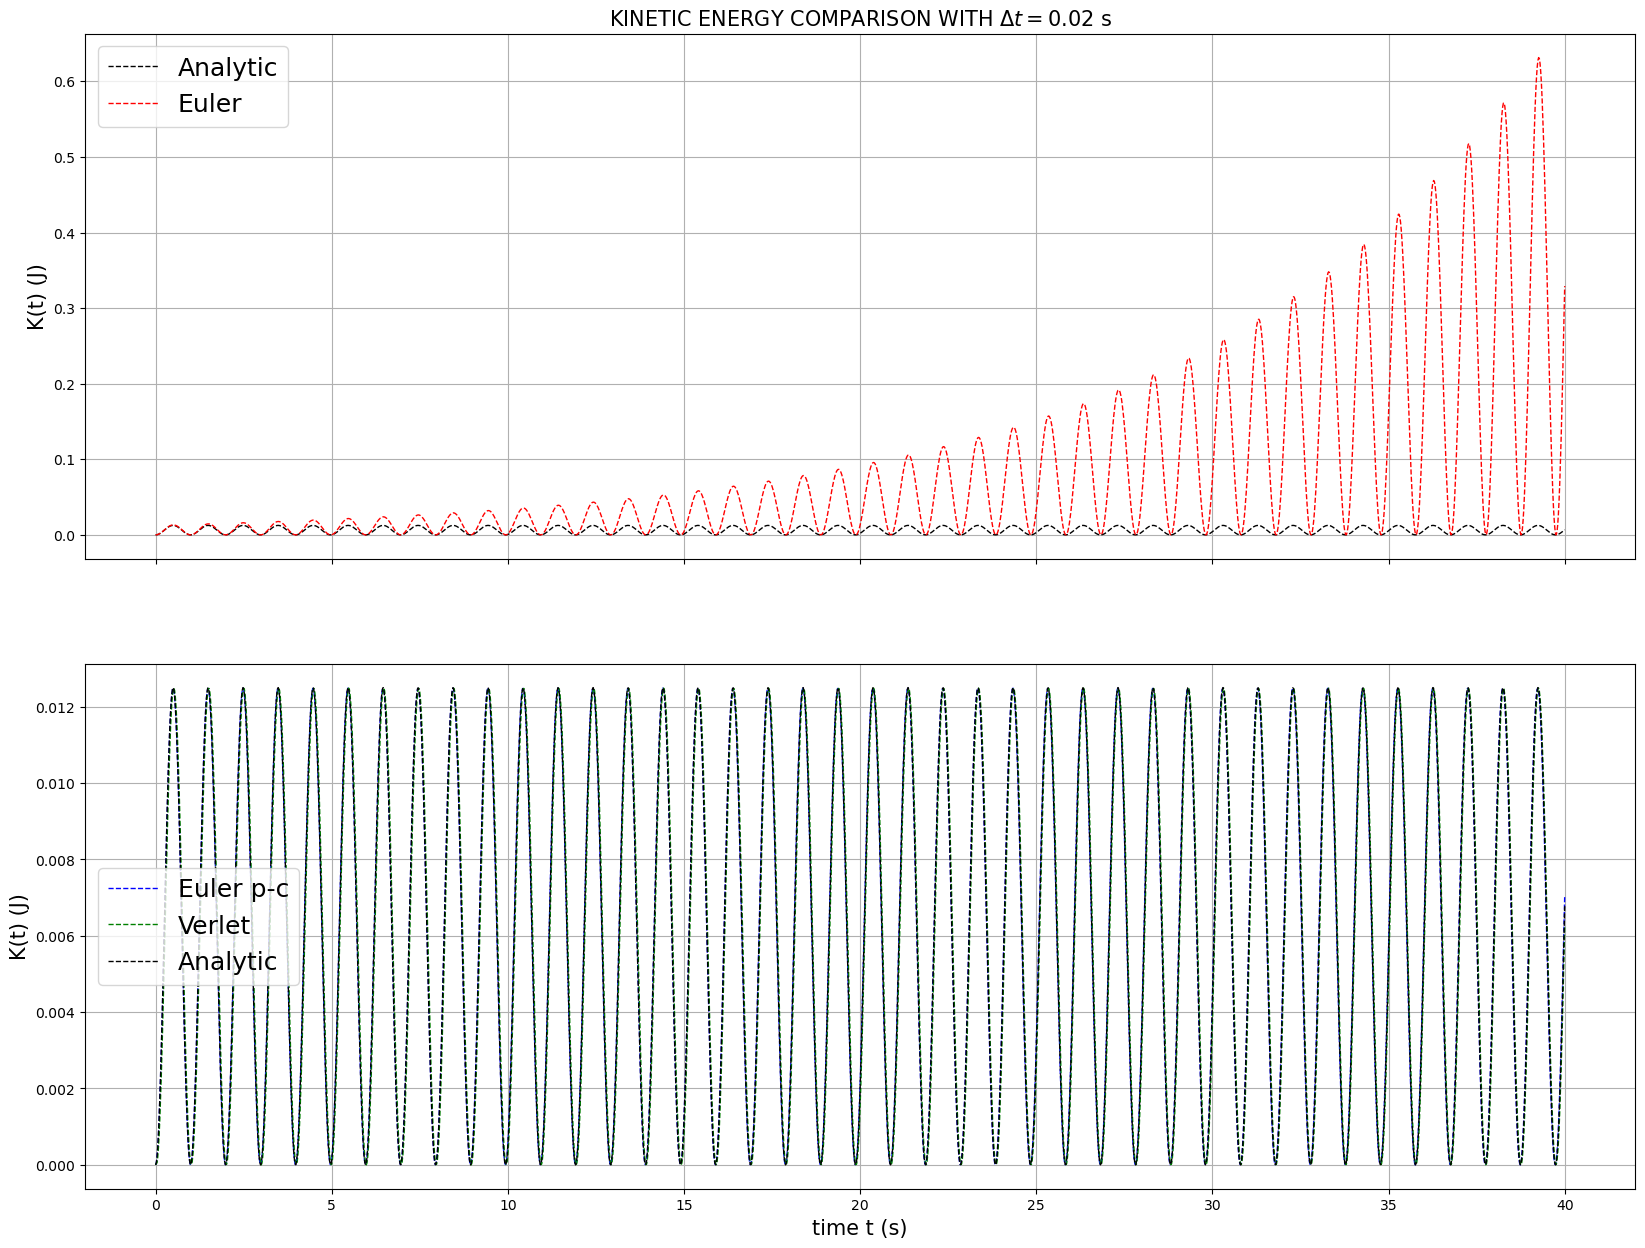 KINETIC ENERGY COMPARISON WITH Δt = 0.02 s
Analytic
Euler
K(t) (J)
0.6
0.5
0.4
0.3
0.2
0.1
0.0
Euler p-c
Verlet
Analytic
K(t) (J)
0.012
0.010
0.008
0.006
0.004
0.002
0.000
0 5 10 15 20 25 30 35 40
time t (s)